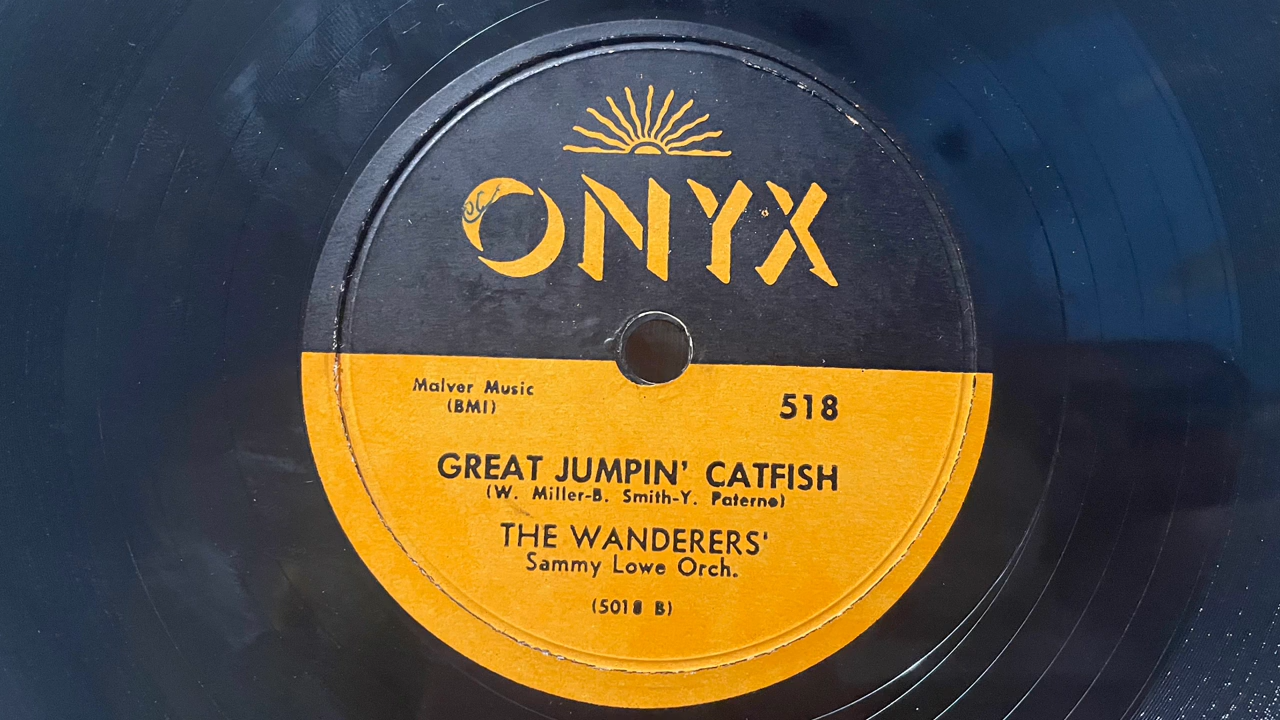 ONYX
Malver Music
(BMI)
518
GREAT JUMPIN' CATFISH
(W. Miller-B. Smith-Y. Paterno)
THE WANDERERS'
Sammy Lowe Orch.
(5018 B)